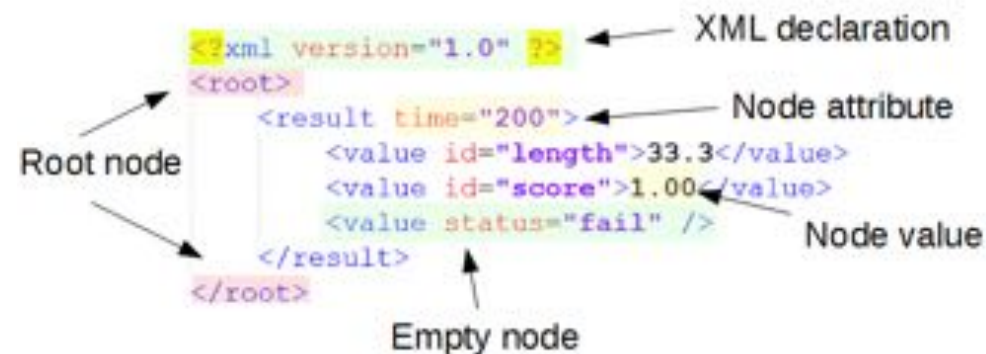 <?xml version="1.0" ?>
XML declaration
<root>
<result time="200">
Node attribute
<value id="length">33.3</value>
Root node
<value id="score">1.00</value>
<value status="fail" />
Node value
</result>
</root>
Empty node